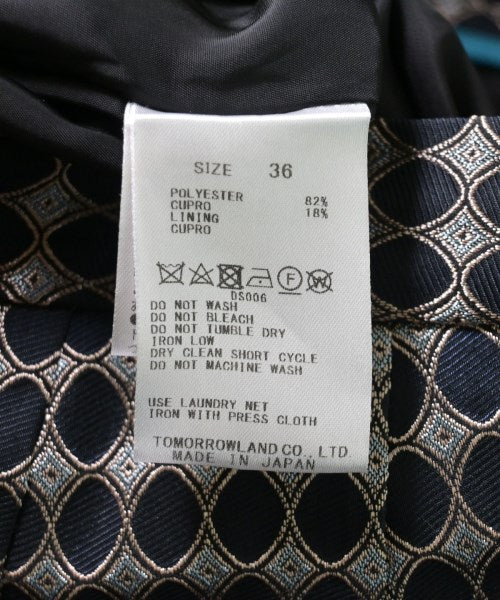 SIZE 36
POLYESTER 82%
CUPRO 18%
LINING
CUPRO
F W
DS006
DO NOT WASH
DO NOT BLEACH
DO NOT TUMBLE DRY
IRON LOW
DRY CLEAN SHORT CYCLE
DO NOT MACHINE WASH
USE LAUNDRY NET
IRON WITH PRESS CLOTH
TOMORROWLAND CO., LTD.
MADE IN JAPAN